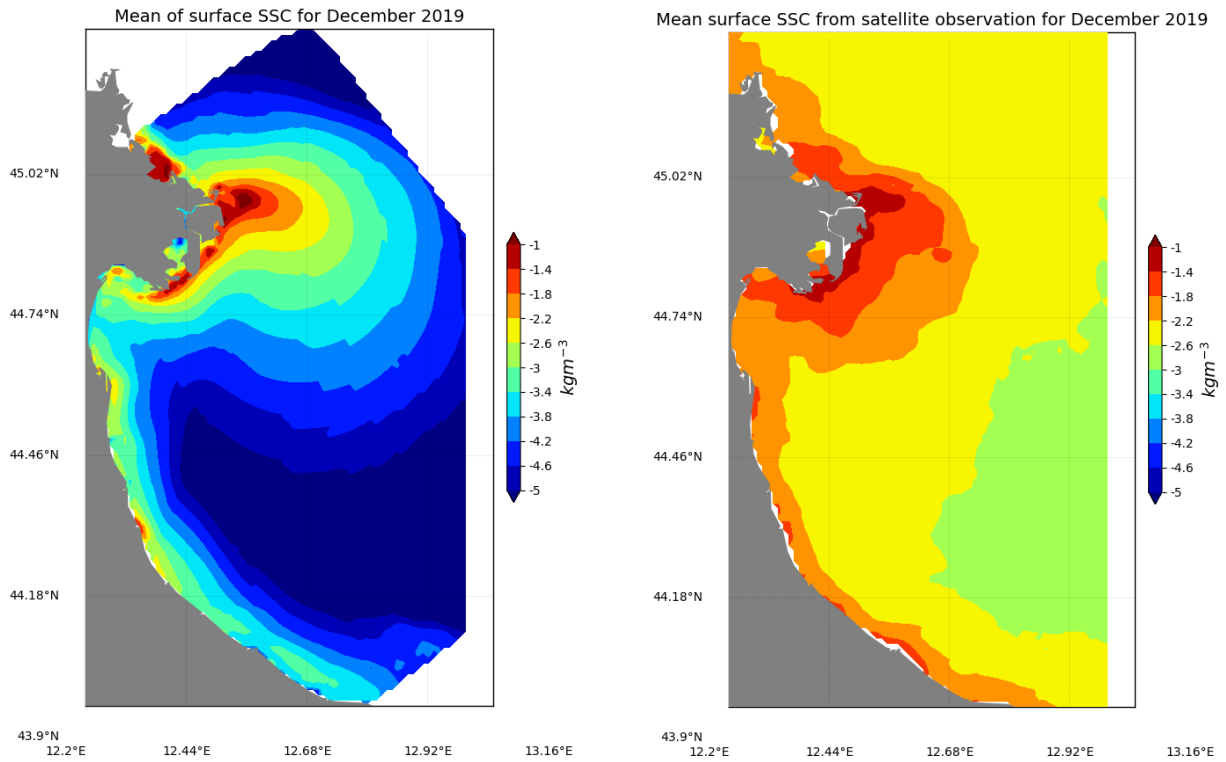 Mean of surface SSC for December 2019
45.02°N
44.74°N
44.46°N
44.18°N
43.9°N
12.2°E 12.44°E 12.68°E 12.92°E 13.16°E
-1
-1.4
-1.8
-2.2
-2.6
-3
-3.4
-3.8
-4.2
-4.6
-5
kgm⁻³
Mean surface SSC from satellite observation for December 2019
45.02°N
44.74°N
44.46°N
44.18°N
43.9°N
12.2°E 12.44°E 12.68°E 12.92°E 13.16°E
-1
-1.4
-1.8
-2.2
-2.6
-3
-3.4
-3.8
-4.2
-4.6
-5
kgm⁻³